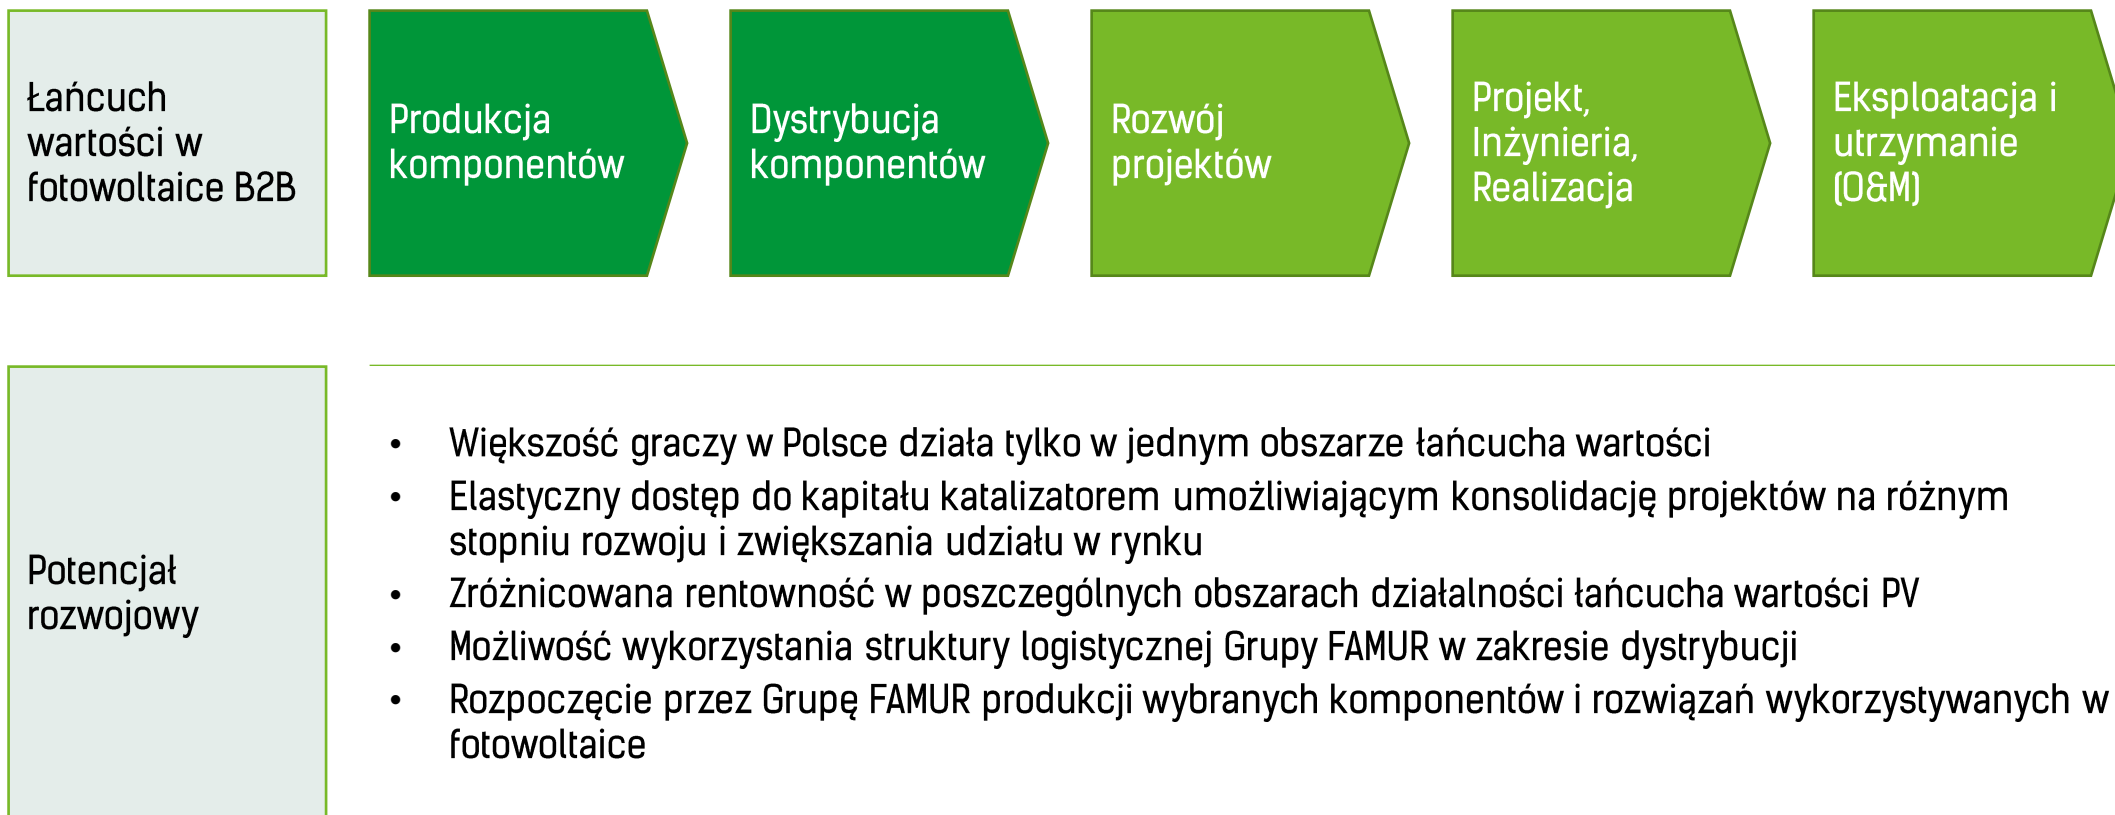 Łańcuch
wartości w
fotowoltaice B2B
Produkcja
komponentów
Dystrybucja
komponentów
Rozwój
projektów
Projekt,
Inżynieria,
Realizacja
Eksploatacja i
utrzymanie
(O&M)
Potencjał
rozwojowy
• Większość graczy w Polsce działa tylko w jednym obszarze łańcucha wartości
• Elastyczny dostęp do kapitału katalizatorem umożliwiającym konsolidację projektów na różnym
stopniu rozwoju i zwiększania udziału w rynku
• Zróżnicowana rentowność w poszczególnych obszarach działalności łańcucha wartości PV
• Możliwość wykorzystania struktury logistycznej Grupy FAMUR w zakresie dystrybucji
• Rozpoczęcie przez Grupę FAMUR produkcji wybranych komponentów i rozwiązań wykorzystywanych w
fotowoltaice